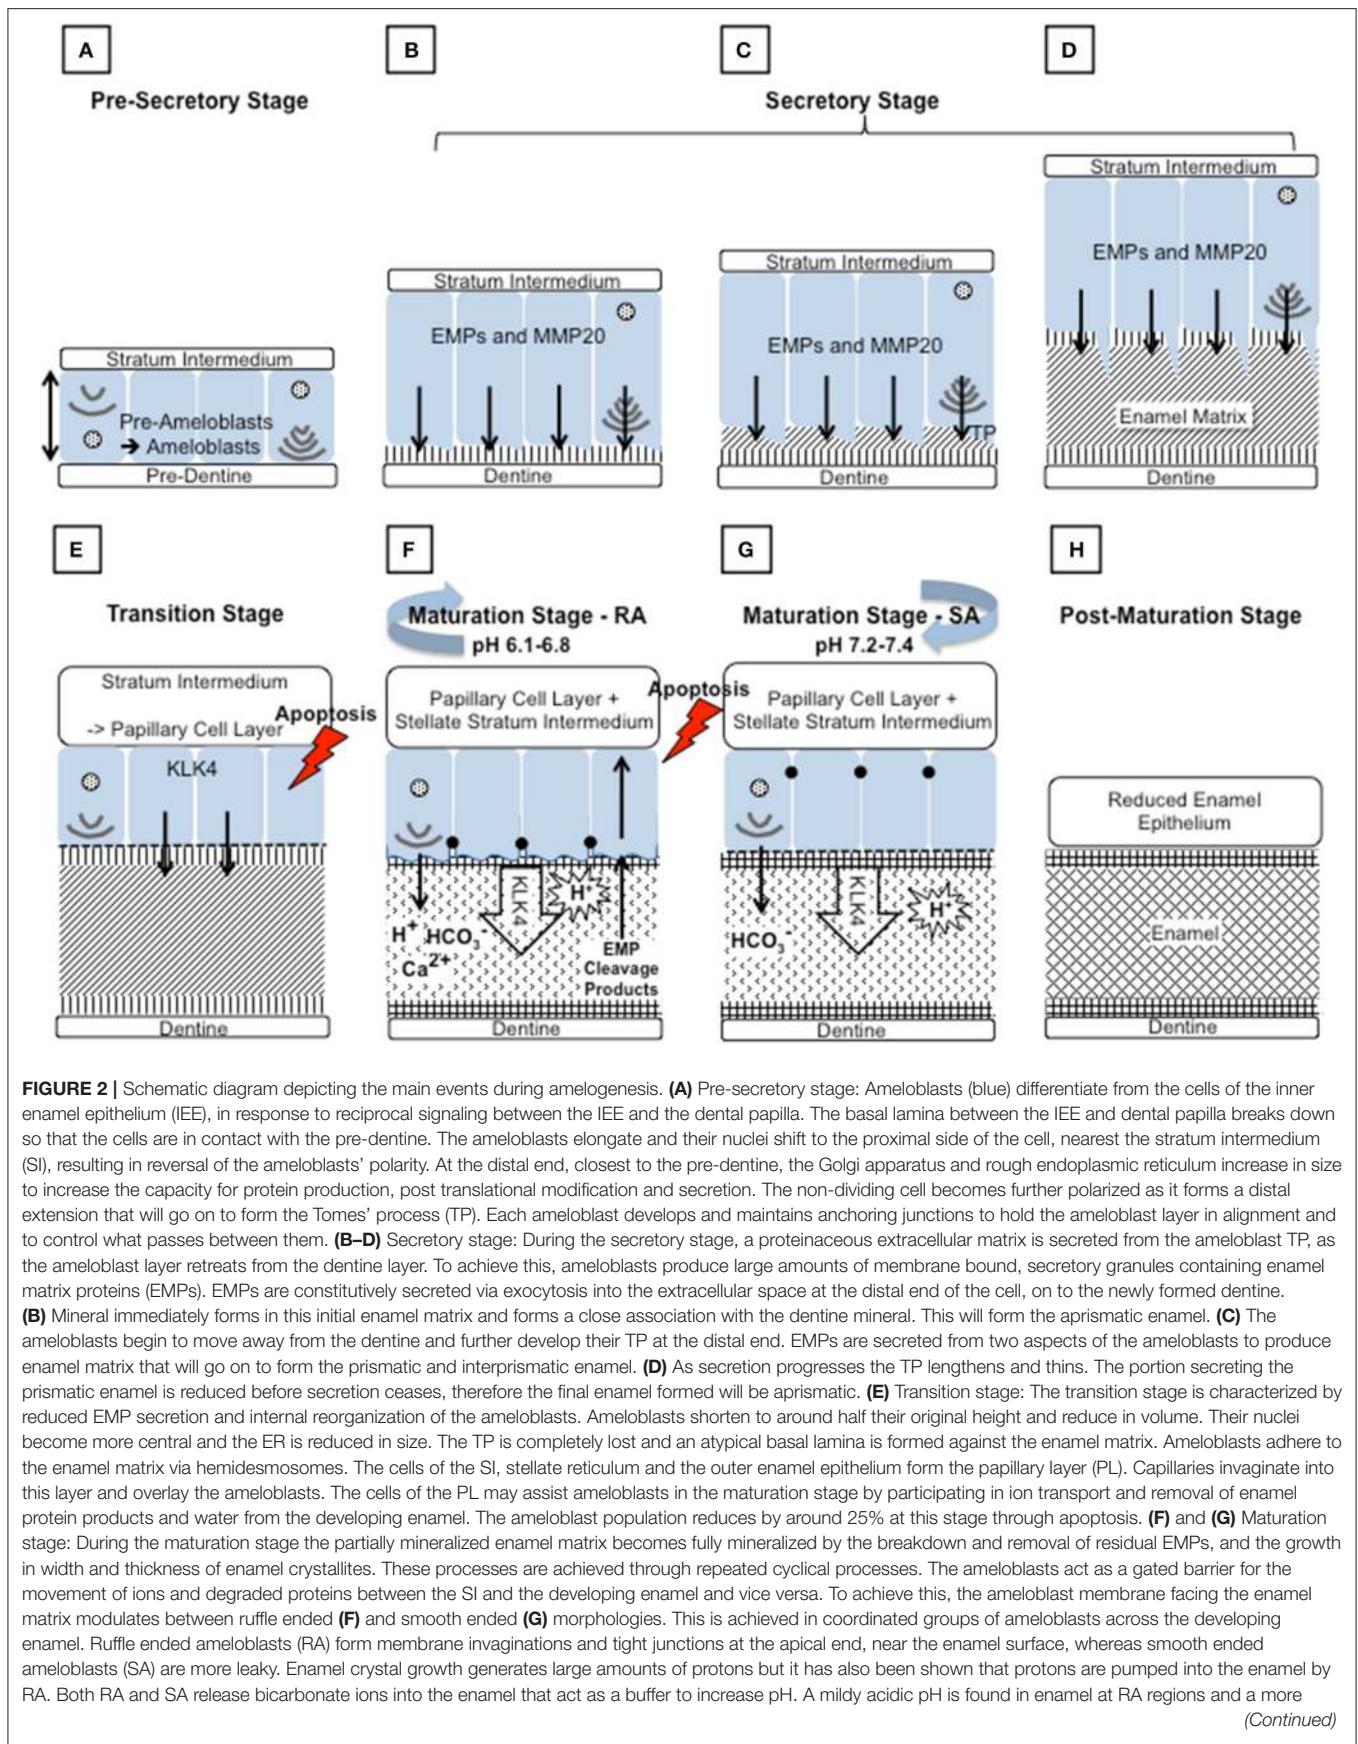 A
B
C
D
Pre-Secretory Stage
Secretory Stage
Stratum Intermedium
Pre-Ameloblasts
→ Ameloblasts
Pre-Dentine
Stratum Intermedium
EMPs and MMP20
Dentine
Stratum Intermedium
EMPs and MMP20
TP
Dentine
Stratum Intermedium
EMPs and MMP20
Enamel Matrix
Dentine
E
F
G
H
Transition Stage
Stratum Intermedium
-> Papillary Cell Layer
Apoptosis
KLK4
Dentine
Maturation Stage - RA
pH 6.1-6.8
Papillary Cell Layer +
Stellate Stratum Intermedium
Apoptosis
KLK4
H⁺
H⁺ HCO₃⁻
Ca²⁺
EMP
Cleavage
Products
Dentine
Maturation Stage - SA
pH 7.2-7.4
Papillary Cell Layer +
Stellate Stratum Intermedium
KLK4
H⁺
HCO₃⁻
Dentine
Post-Maturation Stage
Reduced Enamel
Epithelium
Enamel
Dentine
FIGURE 2 | Schematic diagram depicting the main events during amelogenesis. (A) Pre-secretory stage: Ameloblasts (blue) differentiate from the cells of the inner
enamel epithelium (IEE), in response to reciprocal signaling between the IEE and the dental papilla. The basal lamina between the IEE and dental papilla breaks down
so that the cells are in contact with the pre-dentine. The ameloblasts elongate and their nuclei shift to the proximal side of the cell, nearest the stratum intermedium
(SI), resulting in reversal of the ameloblasts' polarity. At the distal end, closest to the pre-dentine, the Golgi apparatus and rough endoplasmic reticulum increase in size
to increase the capacity for protein production, post translational modification and secretion. The non-dividing cell becomes further polarized as it forms a distal
extension that will go on to form the Tomes' process (TP). Each ameloblast develops and maintains anchoring junctions to hold the ameloblast layer in alignment and
to control what passes between them. (B–D) Secretory stage: During the secretory stage, a proteinaceous extracellular matrix is secreted from the ameloblast TP, as
the ameloblast layer retreats from the dentine layer. To achieve this, ameloblasts produce large amounts of membrane bound, secretory granules containing enamel
matrix proteins (EMPs). EMPs are constitutively secreted via exocytosis into the extracellular space at the distal end of the cell, on to the newly formed dentine.
(B) Mineral immediately forms in this initial enamel matrix and forms a close association with the dentine mineral. This will form the aprismatic enamel. (C) The
ameloblasts begin to move away from the dentine and further develop their TP at the distal end. EMPs are secreted from two aspects of the ameloblasts to produce
enamel matrix that will go on to form the prismatic and interprismatic enamel. (D) As secretion progresses the TP lengthens and thins. The portion secreting the
prismatic enamel is reduced before secretion ceases, therefore the final enamel formed will be aprismatic. (E) Transition stage: The transition stage is characterized by
reduced EMP secretion and internal reorganization of the ameloblasts. Ameloblasts shorten to around half their original height and reduce in volume. Their nuclei
become more central and the ER is reduced in size. The TP is completely lost and an atypical basal lamina is formed against the enamel matrix. Ameloblasts adhere to
the enamel matrix via hemidesmosomes. The cells of the SI, stellate reticulum and the outer enamel epithelium form the papillary layer (PL). Capillaries invaginate into
this layer and overlay the ameloblasts. The cells of the PL may assist ameloblasts in the maturation stage by participating in ion transport and removal of enamel
protein products and water from the developing enamel. The ameloblast population reduces by around 25% at this stage through apoptosis. (F) and (G) Maturation
stage: During the maturation stage the partially mineralized enamel matrix becomes fully mineralized by the breakdown and removal of residual EMPs, and the growth
in width and thickness of enamel crystallites. These processes are achieved through repeated cyclical processes. The ameloblasts act as a gated barrier for the
movement of ions and degraded proteins between the SI and the developing enamel and vice versa. To achieve this, the ameloblast membrane facing the enamel
matrix modulates between ruffle ended (F) and smooth ended (G) morphologies. This is achieved in coordinated groups of ameloblasts across the developing
enamel. Ruffle ended ameloblasts (RA) form membrane invaginations and tight junctions at the apical end, near the enamel surface, whereas smooth ended
ameloblasts (SA) are more leaky. Enamel crystal growth generates large amounts of protons but it has also been shown that protons are pumped into the enamel by
RA. Both RA and SA release bicarbonate ions into the enamel that act as a buffer to increase pH. A mildy acidic pH is found in enamel at RA regions and a more
(Continued)